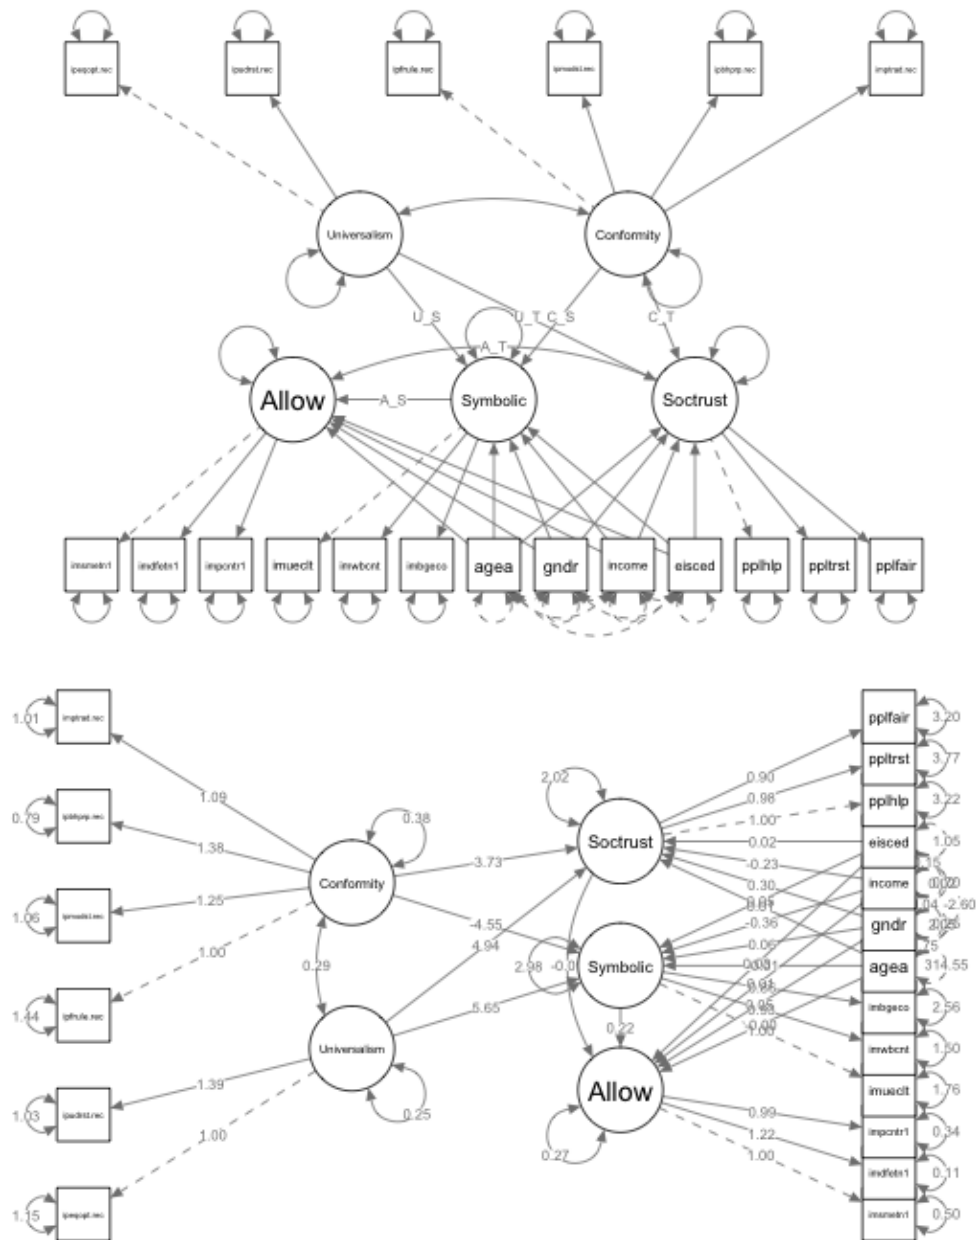 ipeqopt.rec ipudrst.rec ipfrule.rec ipmodst.rec ipbhprp.rec imptrad.rec
Universalism Conformity
U_S U_T C_S C_T
A_T
Allow A_S Symbolic Soctrust
imsmetn1 imdfetn1 impcntr1 imueclt imwbcnt imbgeco agea gndr income eisced pplhlp ppltrst pplfair
1.01 imptrad.rec pplfair 3.20
0.90
ppltrst 3.77
2.02
1.09 0.98
0.79 ipbhprp.rec 1.00 pplhlp 3.22
0.38
1.38 Soctrust 0.02 eisced 1.05
Conformity 3.73 -0.23 income
1.06 ipmodst.rec 1.25 0.30
-2.60
-4.55 -0.36 gndr
4.94 0.06
1.00 0.29 2.98 Symbolic agea 314.55
5.65 imbgeco 2.56
1.44 ipfrule.rec
0.22 1.00 imwbcnt 1.50
Universalism
1.39 Allow imueclt 1.76
1.03 ipudrst.rec 0.25 0.99 impcntr1 0.34
1.00 1.22
0.27 1.00 imdfetn1 0.11
1.15 ipeqopt.rec imsmetn1 0.50